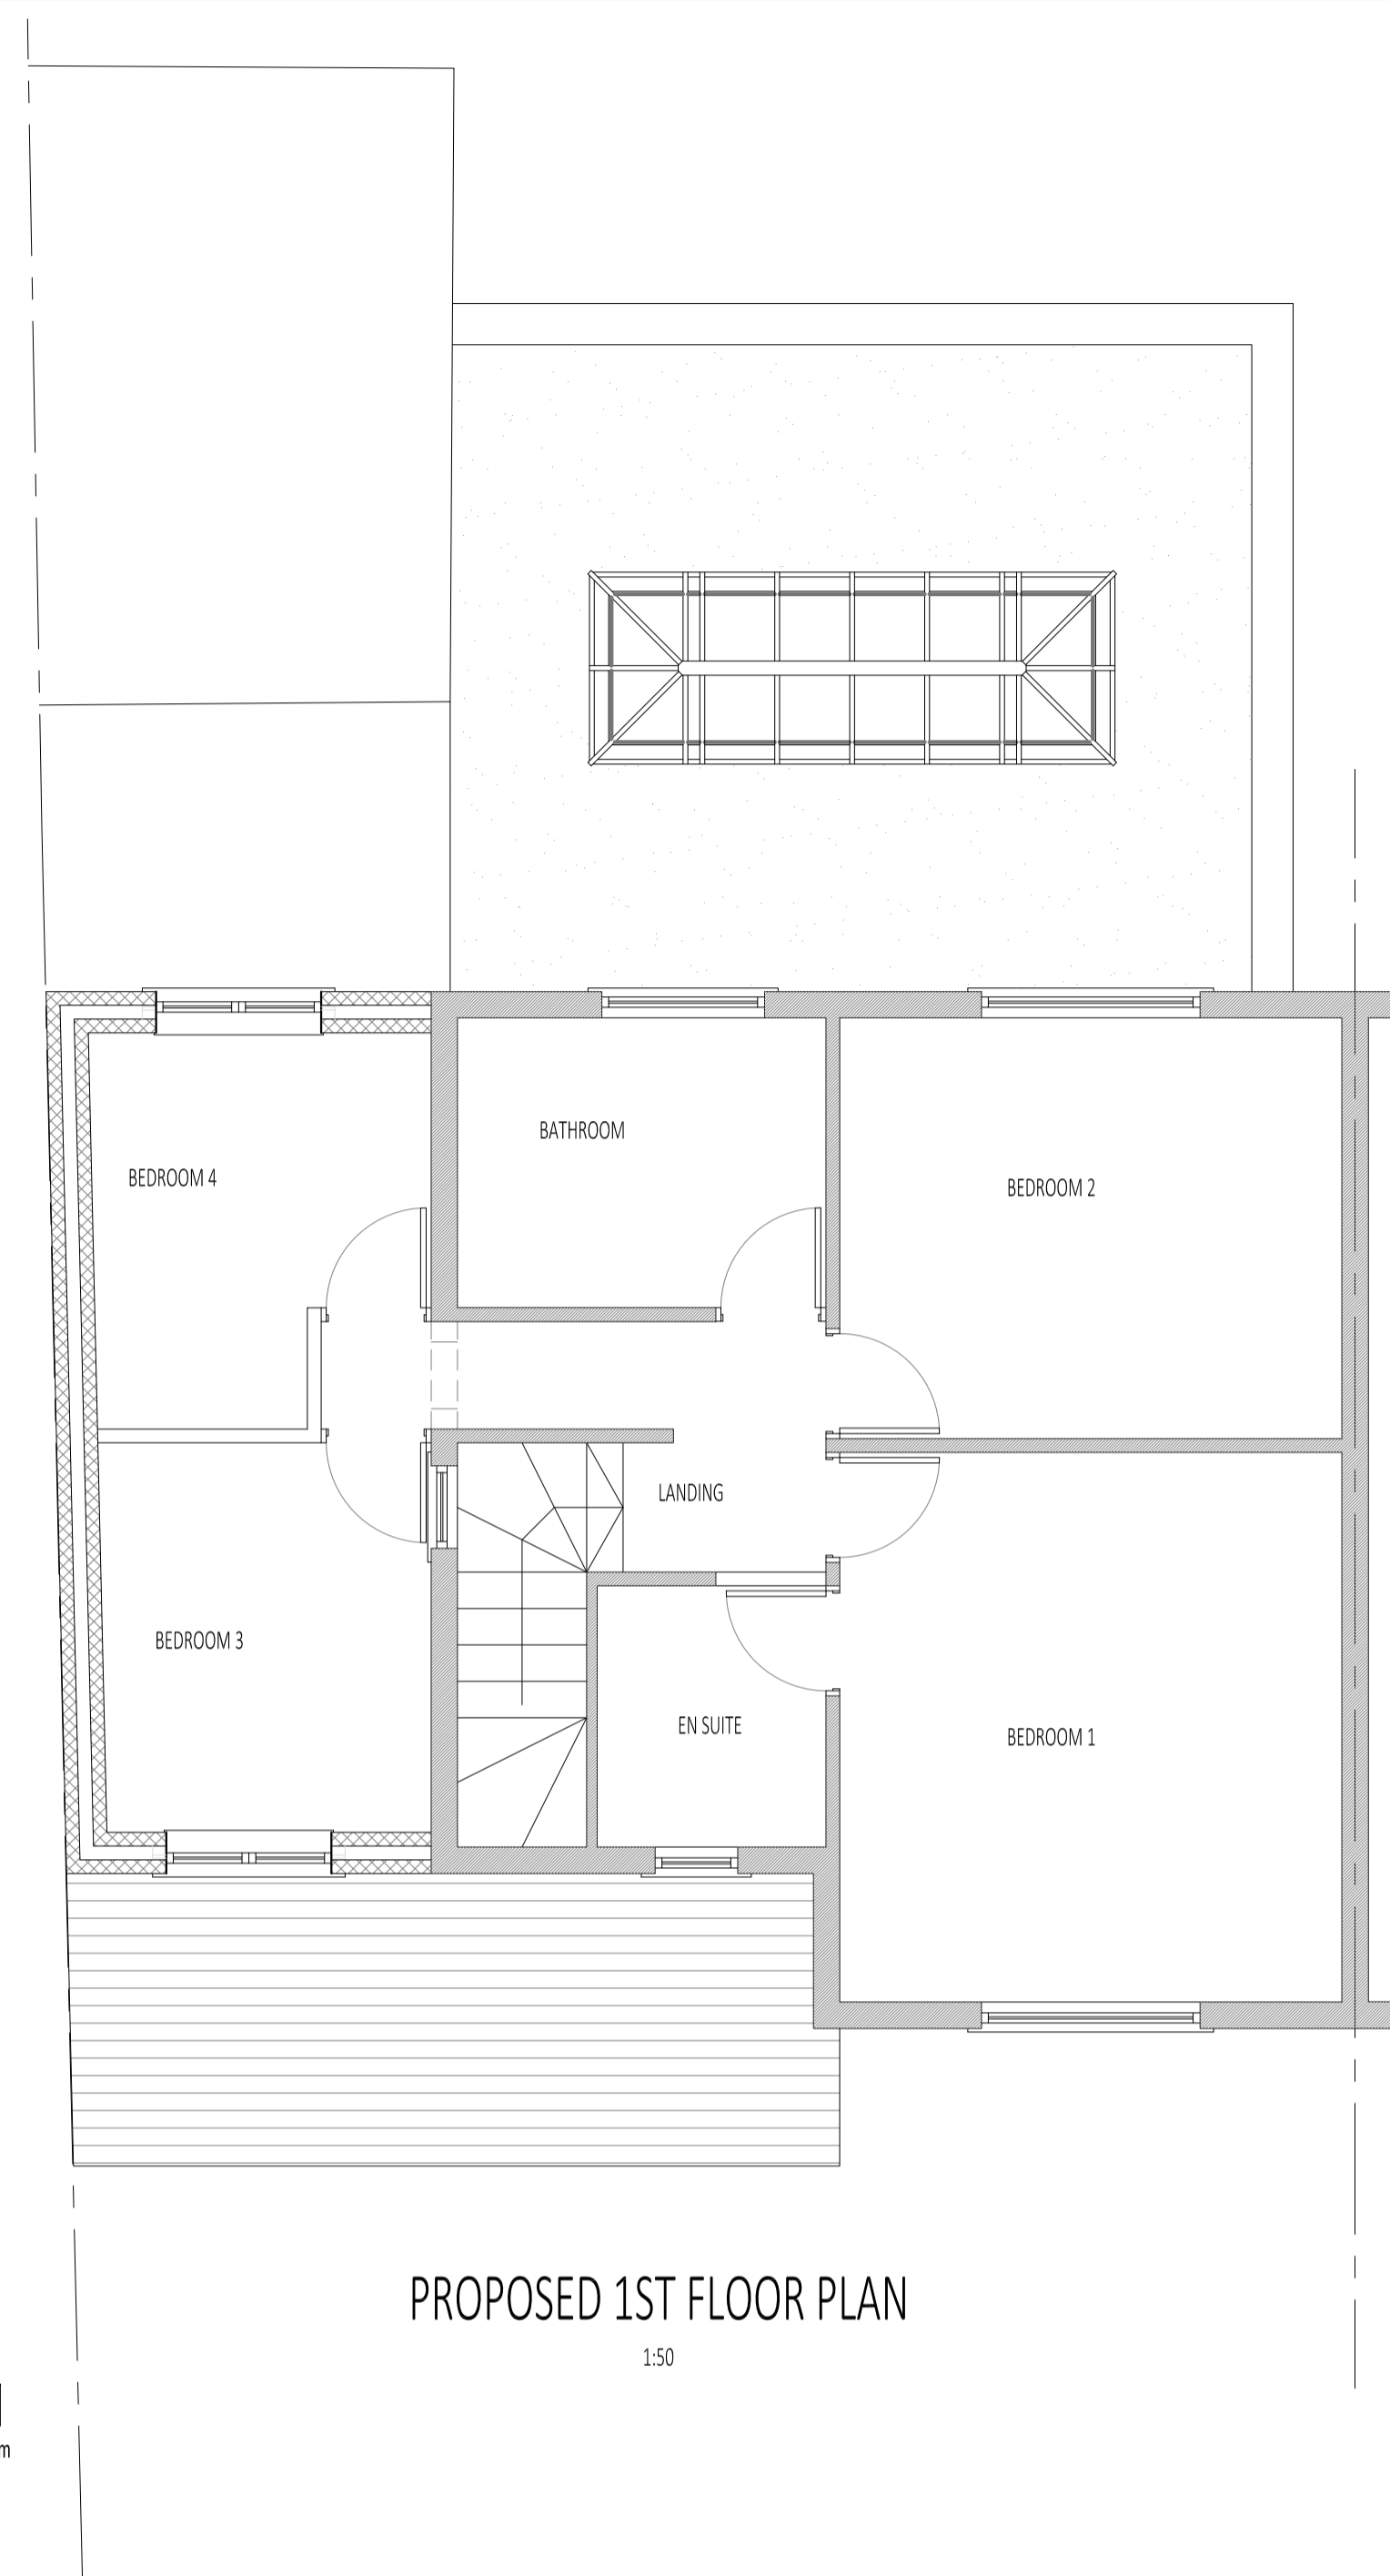 BATHROOM
BEDROOM 4
BEDROOM 2
LANDING
BEDROOM 3
EN SUITE
BEDROOM 1
PROPOSED 1ST FLOOR PLAN
1:50
m